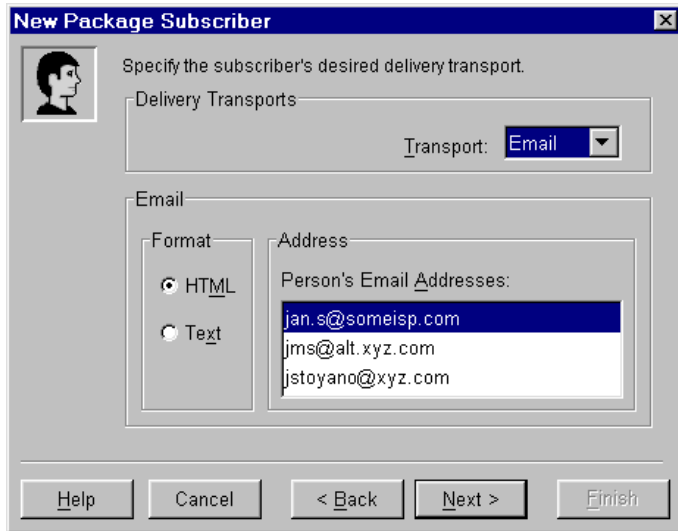 New Package Subscriber
Specify the subscriber's desired delivery transport.
Delivery Transports
Transport: Email
Email
Format
HTML
Text
Address
Person's Email Addresses:
jan.s@someisp.com
jms@alt.xyz.com
jstoyano@xyz.com
Help Cancel < Back Next > Finish